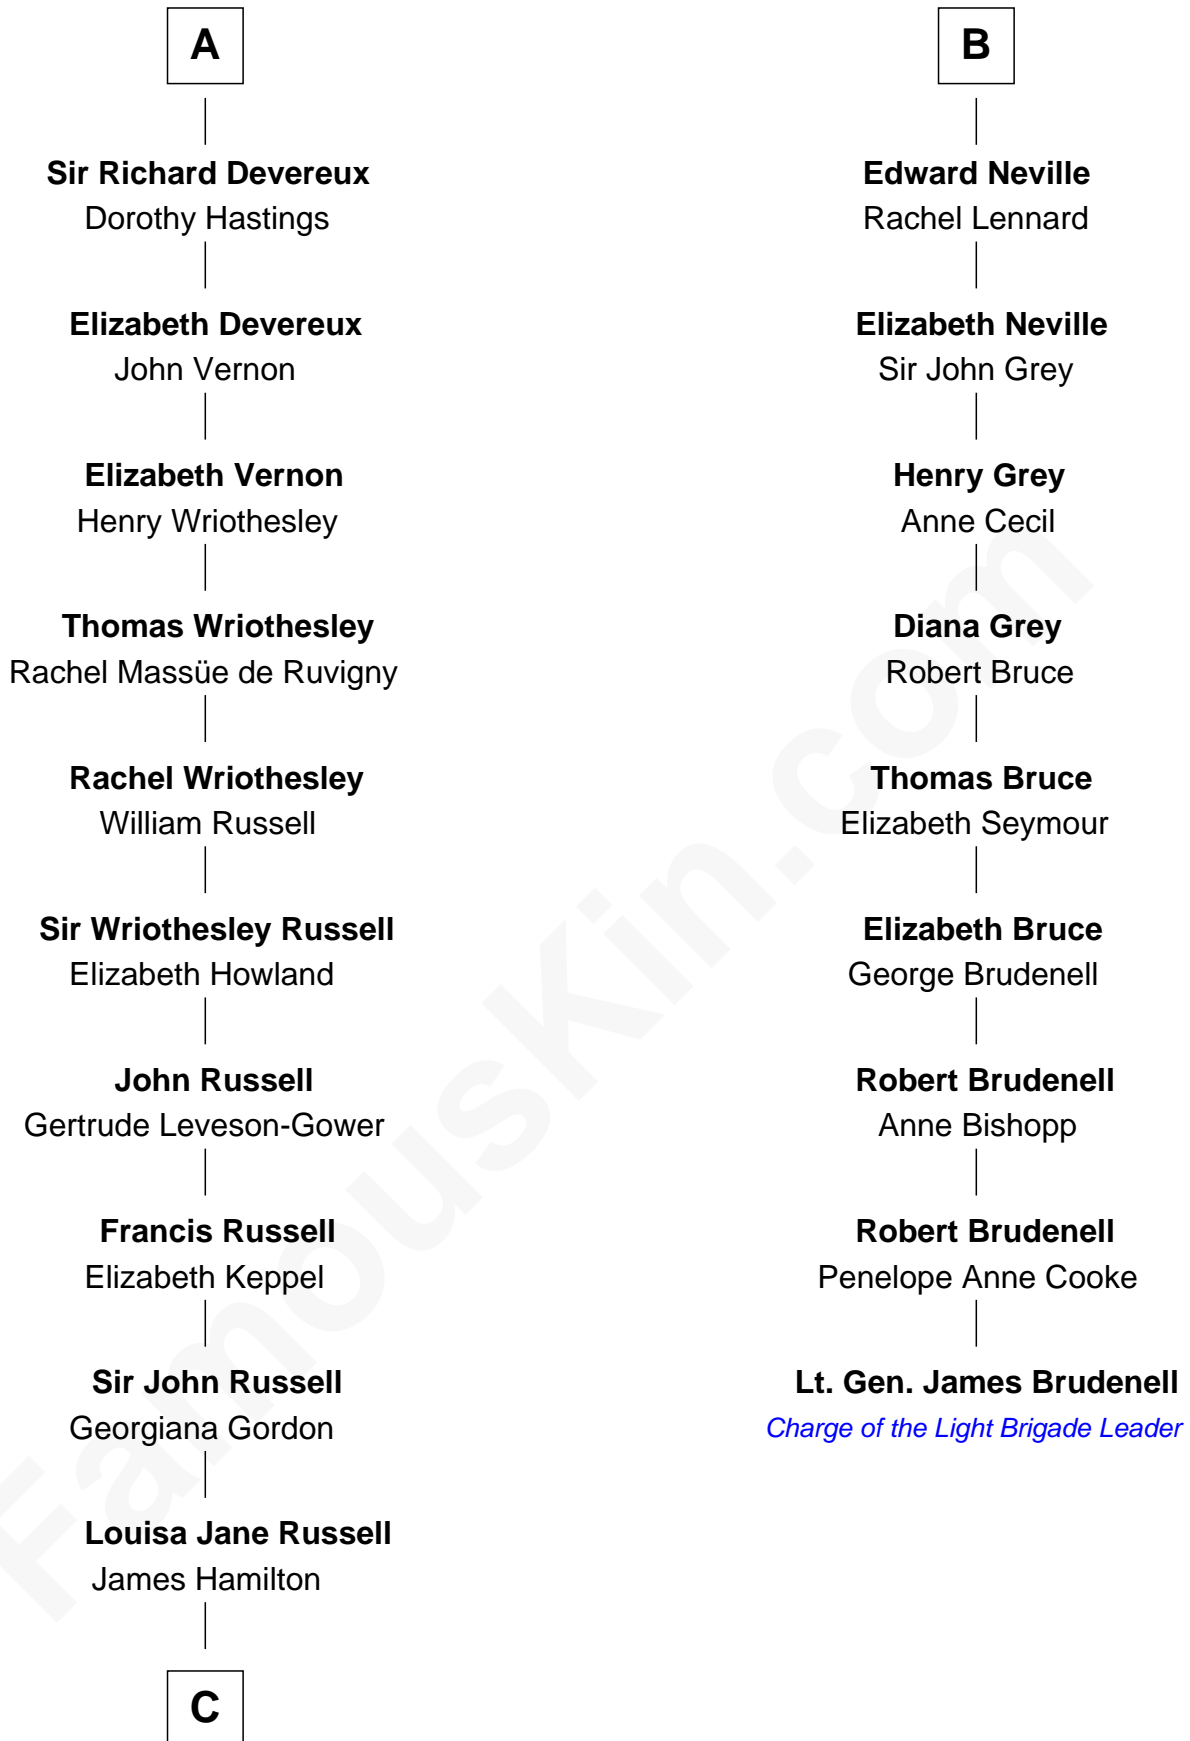 A
Sir Richard Devereux
Dorothy Hastings
Elizabeth Devereux
John Vernon
Elizabeth Vernon
Henry Wriothesley
Thomas Wriothesley
Rachel Massüe de Ruvigny
Rachel Wriothesley
William Russell
Sir Wriothesley Russell
Elizabeth Howland
John Russell
Gertrude Leveson-Gower
Francis Russell
Elizabeth Keppel
Sir John Russell
Georgiana Gordon
Louisa Jane Russell
James Hamilton
C
B
Edward Neville
Rachel Lennard
Elizabeth Neville
Sir John Grey
Henry Grey
Anne Cecil
Diana Grey
Robert Bruce
Thomas Bruce
Elizabeth Seymour
Elizabeth Bruce
George Brudenell
Robert Brudenell
Anne Bishopp
Robert Brudenell
Penelope Anne Cooke
Lt. Gen. James Brudenell
Charge of the Light Brigade Leader
FamousKin.com